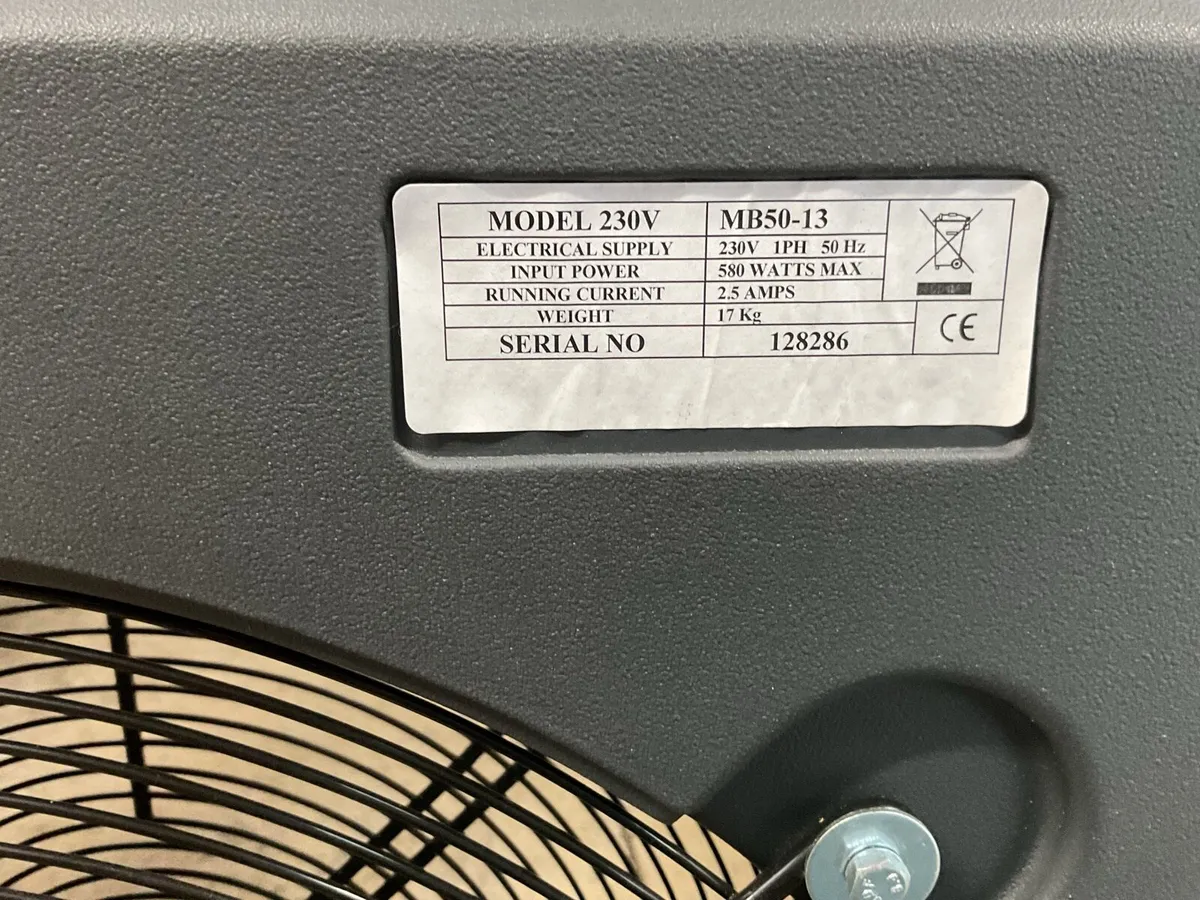 MODEL 230V MB50-13
ELECTRICAL SUPPLY 230V 1PH 50 Hz
INPUT POWER 580 WATTS MAX
RUNNING CURRENT 2.5 AMPS
WEIGHT 17 Kg
CE
SERIAL NO 128286